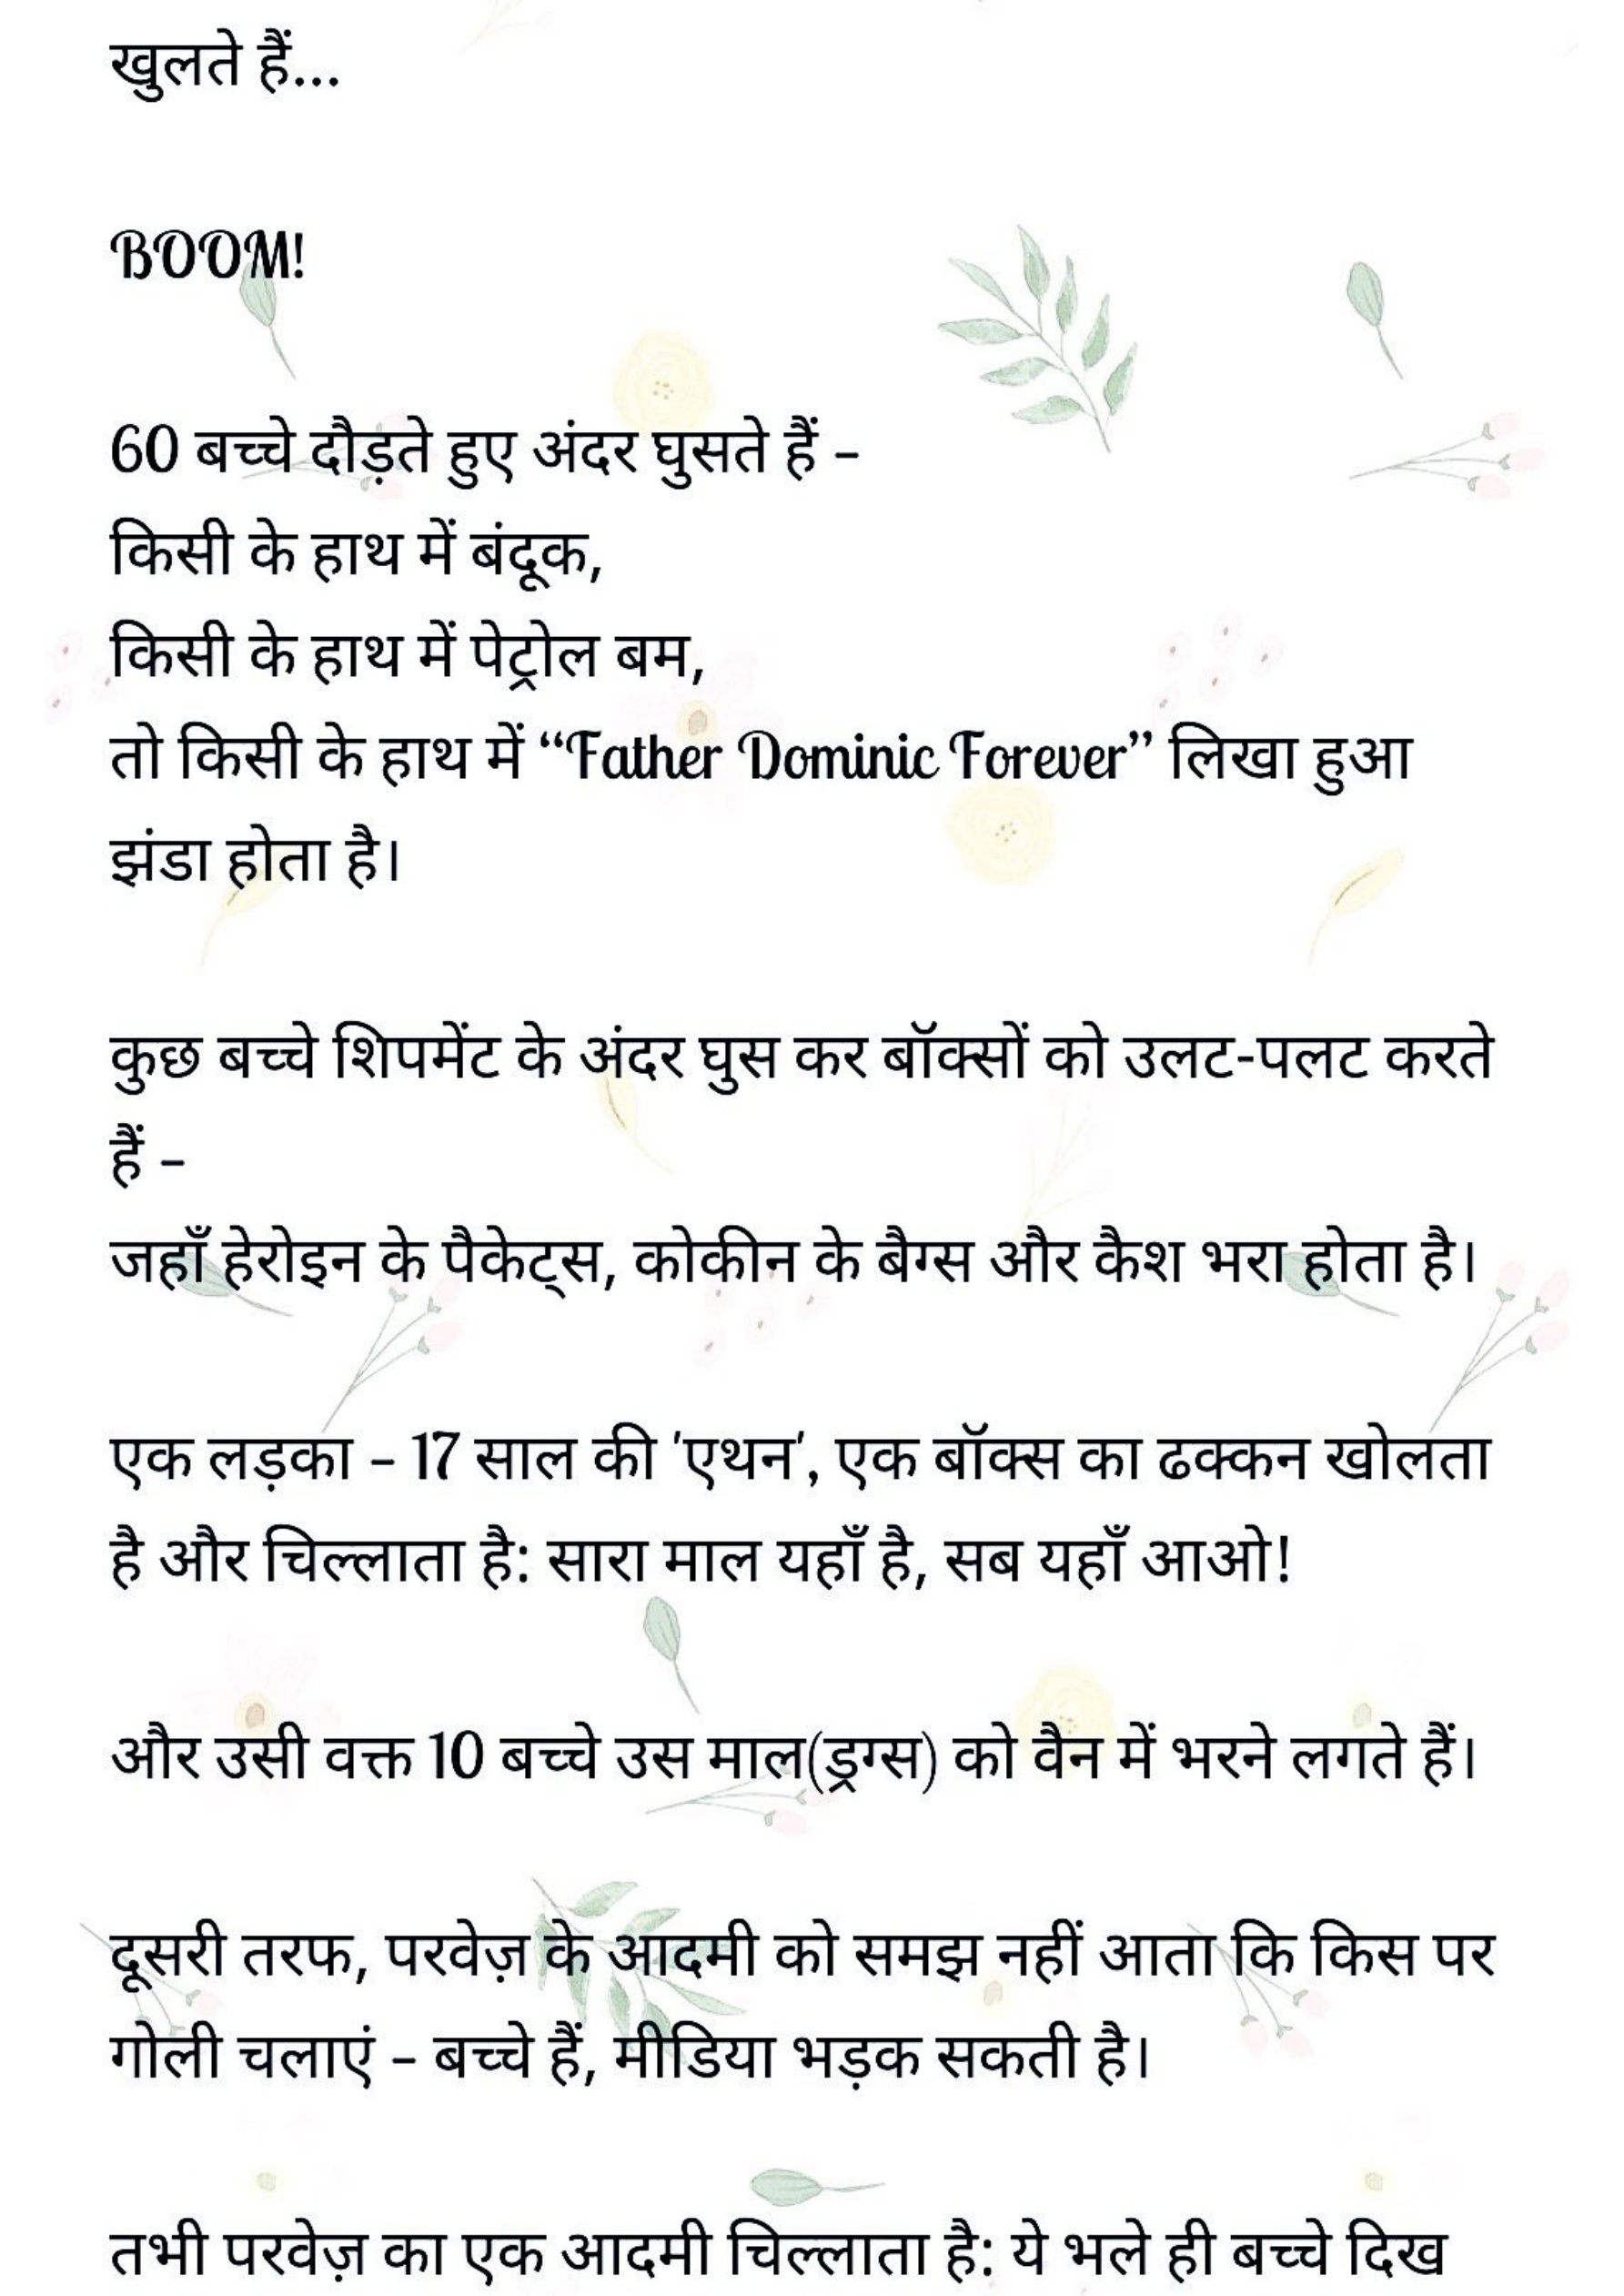 खुलते हैं...
BOOM!
60 बच्चे दौड़ते हुए अंदर घुसते हैं –
किसी के हाथ में बंदूक,
किसी के हाथ में पेट्रोल बम,
तो किसी के हाथ में “Father Dominic Forever” लिखा हुआ
झंडा होता है।
कुछ बच्चे शिपमेंट के अंदर घुस कर बॉक्सों को उलट-पलट करते
हैं –
जहाँ हेरोइन के पैकेट्स, कोकीन के बैग्स और कैश भरा होता है।
एक लड़का – 17 साल की 'एथन', एक बॉक्स का ढक्कन खोलता
है और चिल्लाता है: सारा माल यहाँ है, सब यहाँ आओ!
और उसी वक्त 10 बच्चे उस माल(ड्रग्स) को वैन में भरने लगते हैं।
दूसरी तरफ, परवेज़ के आदमी को समझ नहीं आता कि किस पर
गोली चलाएं – बच्चे हैं, मीडिया भड़क सकती है।
तभी परवेज़ का एक आदमी चिल्लाता है: ये भले ही बच्चे दिख